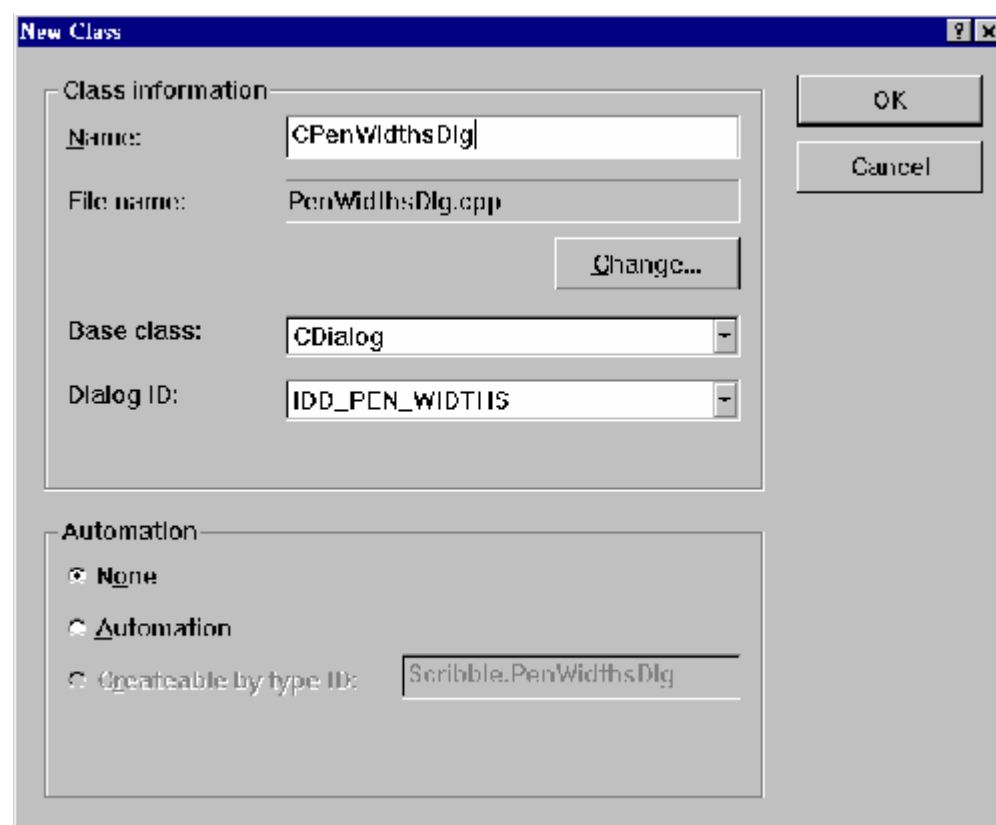 New Class
Class information
Name: CPenWidthsDlg
File name: PenWidthsDlg.cpp
Change...
Base class: CDialog
Dialog ID: IDD_PEN_WIDTHS
OK
Cancel
Automation
None
Automation
Createable by type ID: Scribble.PenWidthsDlg